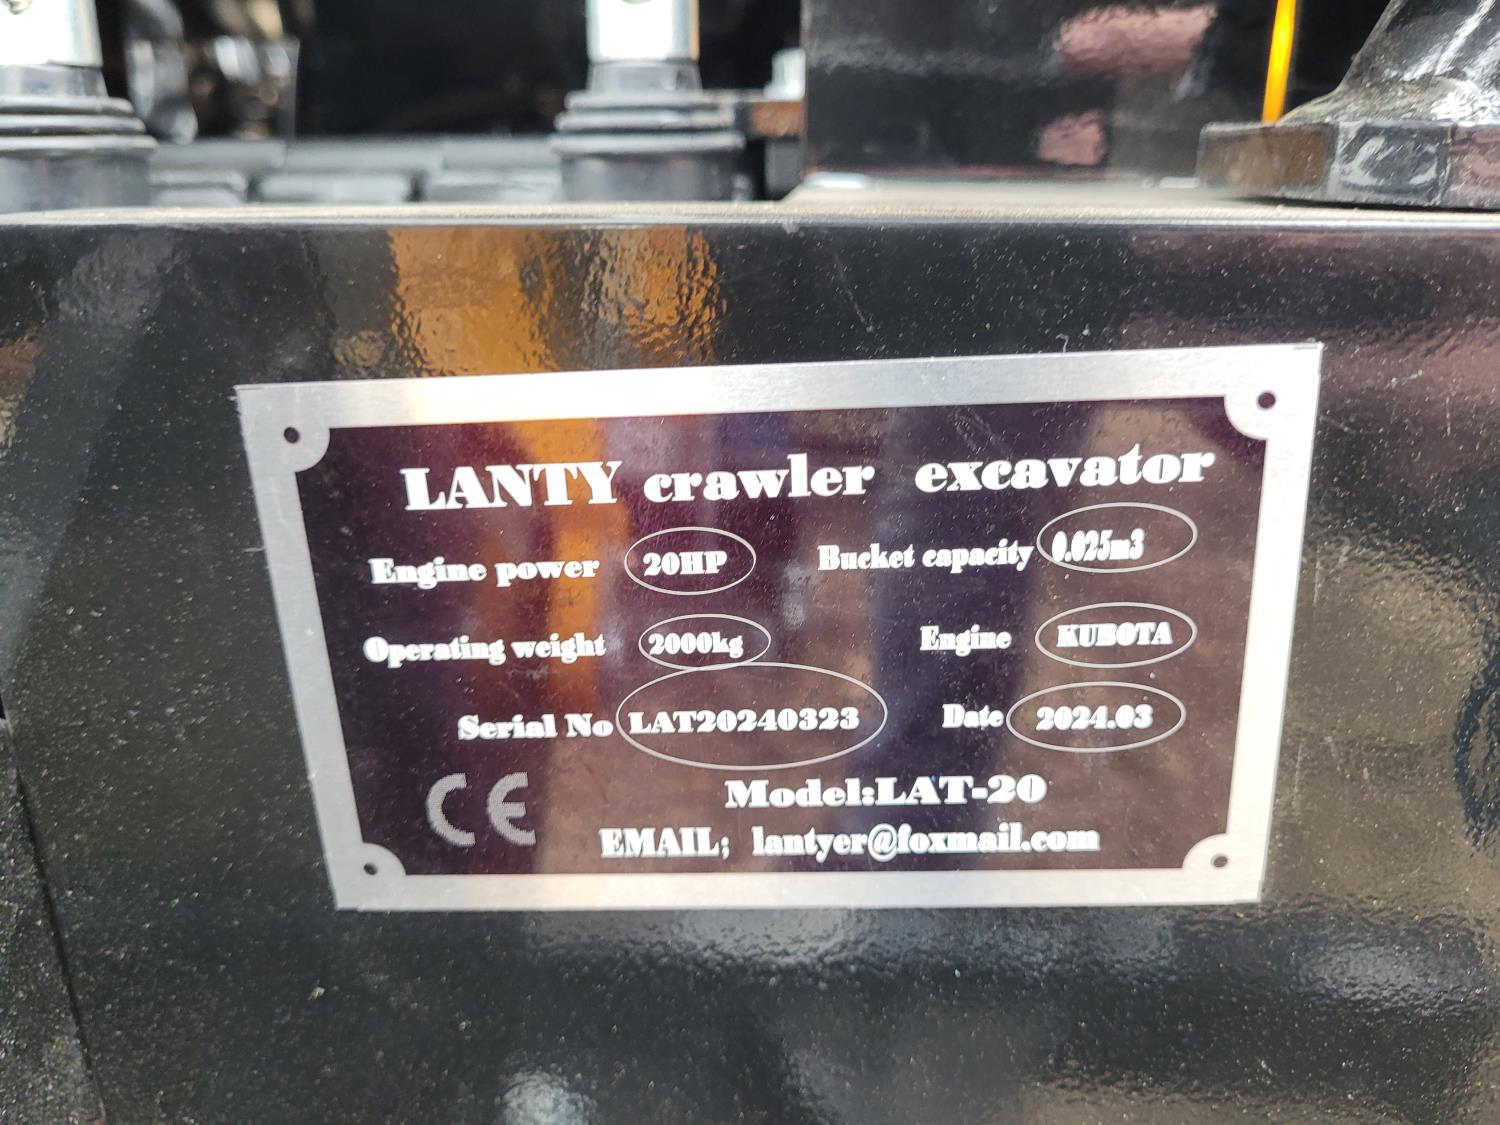 LANTY crawler excavator
Engine power 20HP Bucket capacity 0.025m3
Operating weight 2000kg Engine KUBOTA
Serial No LAT20240323 Date 2024.03
CE Model:LAT-20
EMAIL; lantyer@foxmail.com